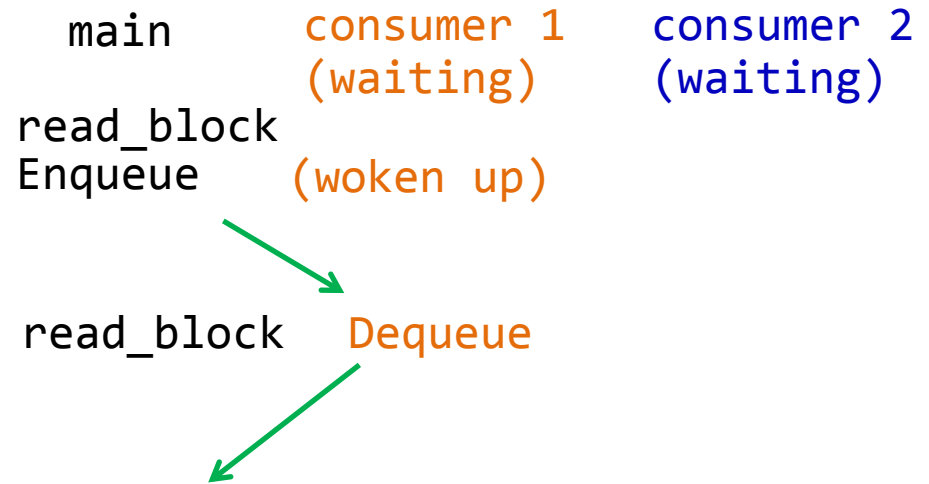 main consumer 1 consumer 2
(waiting) (waiting)
read_block
Enqueue (woken up)
read_block Dequeue